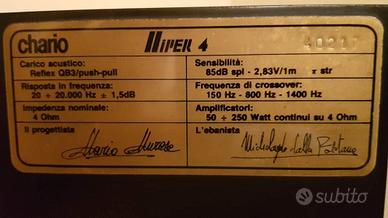 chario HIPER 4 40217
Carico acustico: Sensibilità:
Reflex QB3/push-pull 85dB spl - 2,83V/1m π str
Risposta in frequenza: Frequenza di crossover:
20 ÷ 20.000 Hz ± 1,5dB 150 Hz - 800 Hz - 1400 Hz
Impedenza nominale: Amplificatori:
4 Ohm 50 ÷ 250 Watt continui su 4 Ohm
Il progettista L'ebanista
Mario Murace
subito